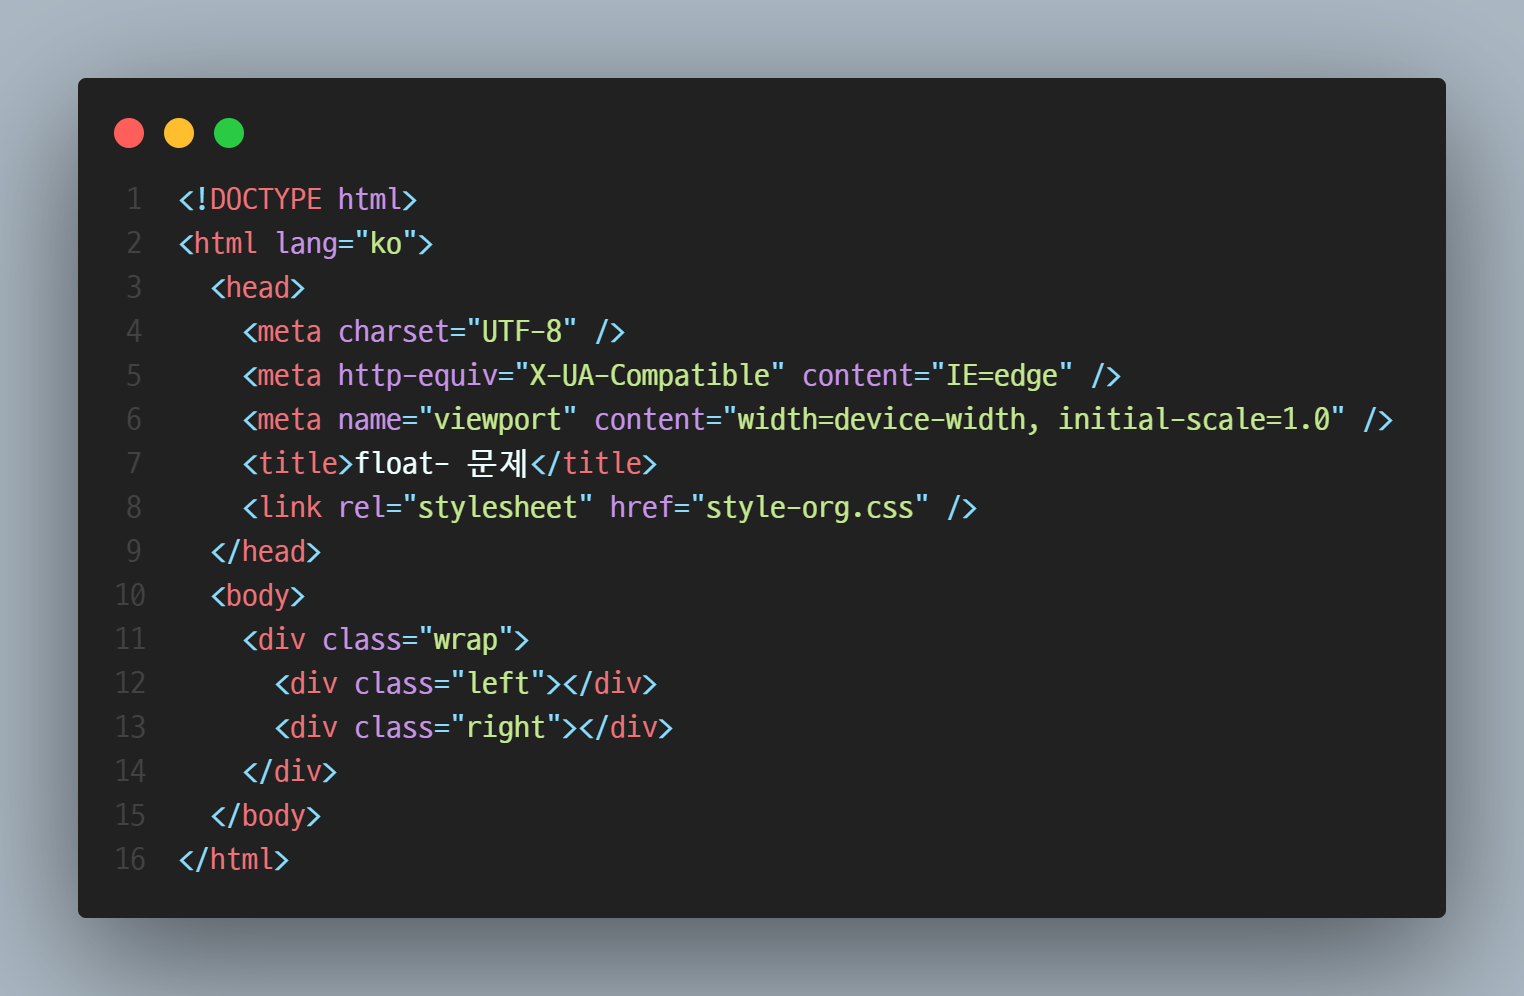 1 <!DOCTYPE html>
2 <html lang="ko">
3 <head>
4 <meta charset="UTF-8" />
5 <meta http-equiv="X-UA-Compatible" content="IE=edge" />
6 <meta name="viewport" content="width=device-width, initial-scale=1.0" />
7 <title>float- 문제</title>
8 <link rel="stylesheet" href="style-org.css" />
9 </head>
10 <body>
11 <div class="wrap">
12 <div class="left"></div>
13 <div class="right"></div>
14 </div>
15 </body>
16 </html>